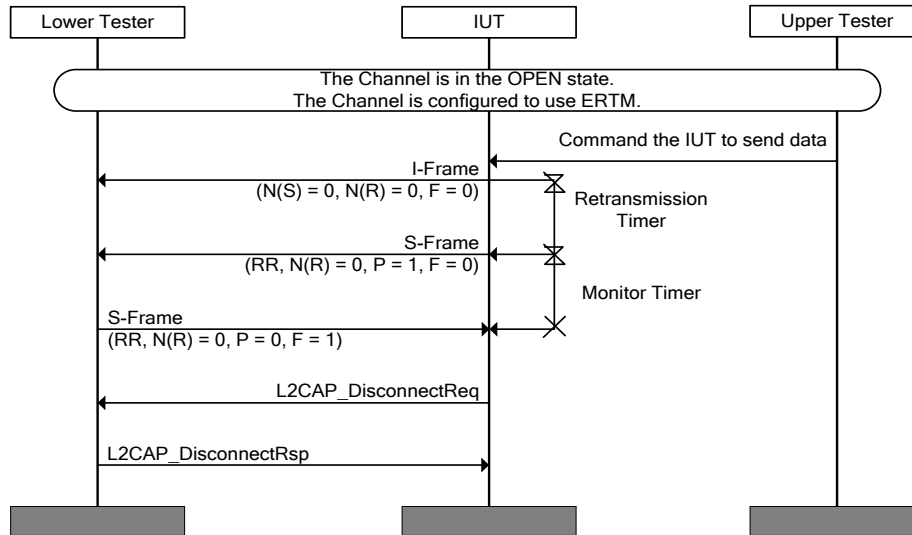 Lower Tester
IUT
Upper Tester
The Channel is in the OPEN state.
The Channel is configured to use ERTM.
Command the IUT to send data
I-Frame
(N(S) = 0, N(R) = 0, F = 0)
Retransmission
Timer
S-Frame
(RR, N(R) = 0, P = 1, F = 0)
Monitor Timer
S-Frame
(RR, N(R) = 0, P = 0, F = 1)
L2CAP_DisconnectReq
L2CAP_DisconnectRsp